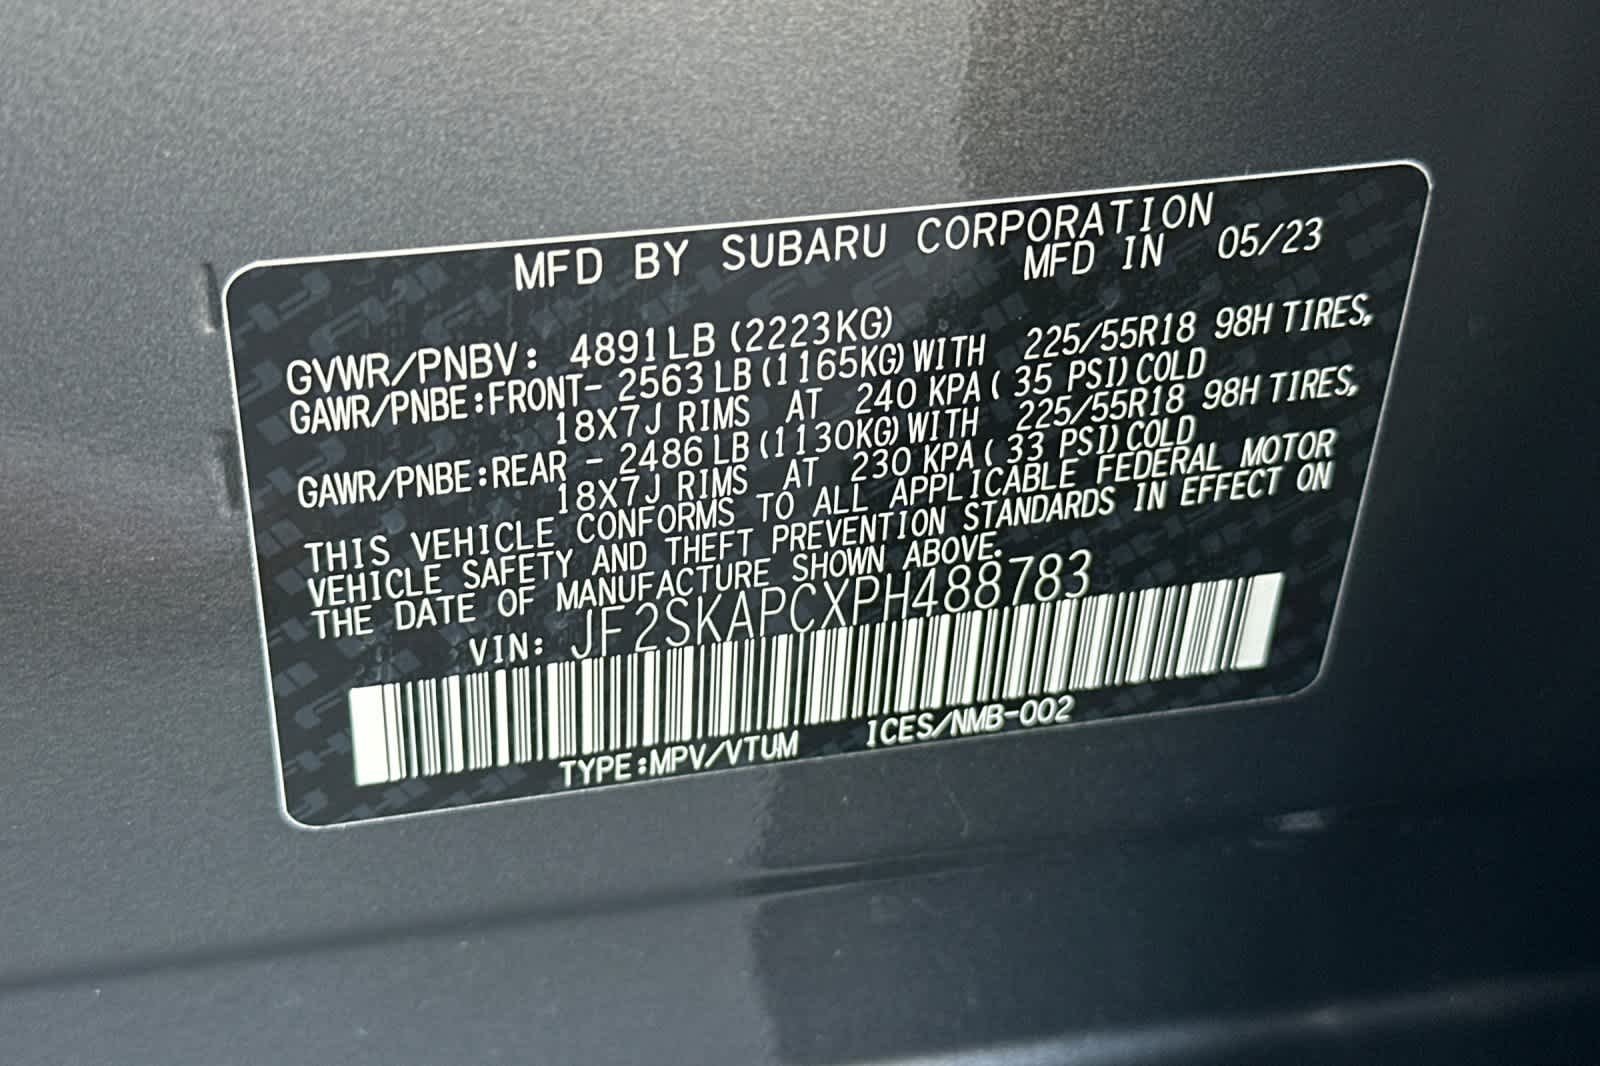 MFD BY SUBARU CORPORATION
MFD IN 05/23
GVWR/PNBV: 4891LB (2223KG)
GAWR/PNBE:FRONT- 2563 LB (1165KG) WITH 225/55R18 98H TIRES,
18X7J RIMS AT 240 KPA ( 35 PSI) COLD
GAWR/PNBE:REAR - 2486 LB (1130KG) WITH 225/55R18 98H TIRES,
18X7J RIMS AT 230 KPA ( 33 PSI) COLD
THIS VEHICLE CONFORMS TO ALL APPLICABLE FEDERAL MOTOR
VEHICLE SAFETY AND THEFT PREVENTION STANDARDS IN EFFECT ON
THE DATE OF MANUFACTURE SHOWN ABOVE.
VIN: JF2SKAPCXPH488783
TYPE:MPV/VTUM ICES/NMB-002